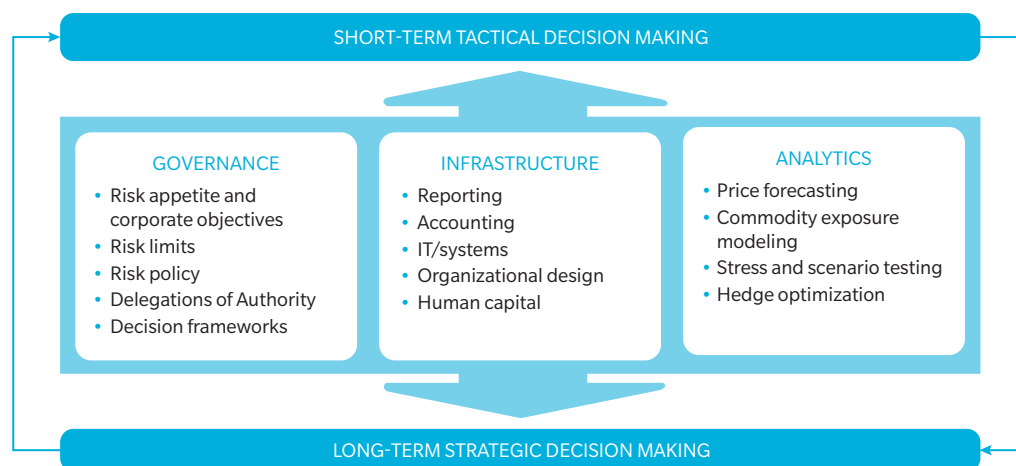 SHORT-TERM TACTICAL DECISION MAKING
GOVERNANCE
• Risk appetite and
corporate objectives
• Risk limits
• Risk policy
• Delegations of Authority
• Decision frameworks
INFRASTRUCTURE
• Reporting
• Accounting
• IT/systems
• Organizational design
• Human capital
ANALYTICS
• Price forecasting
• Commodity exposure
modeling
• Stress and scenario testing
• Hedge optimization
LONG-TERM STRATEGIC DECISION MAKING